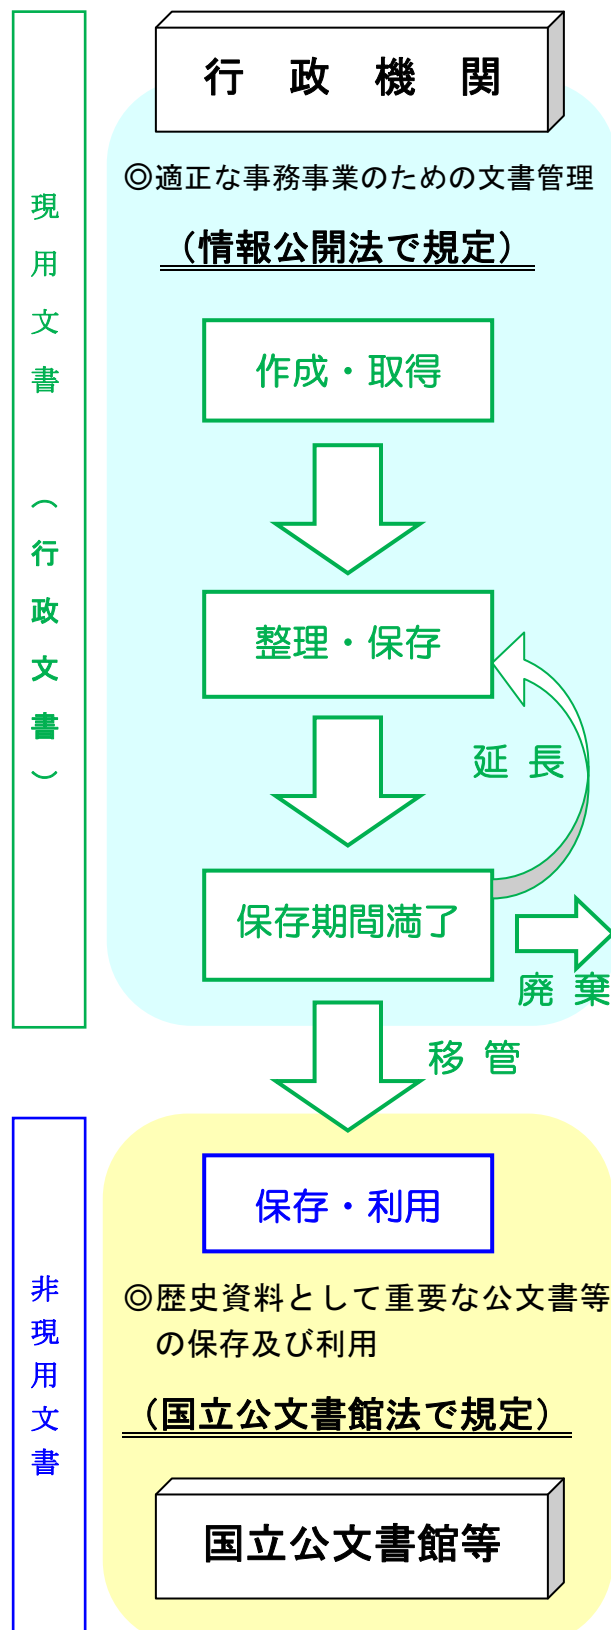 行政機関
◎適正な事務事業のための文書管理
（情報公開法で規定）
現用文書（行政文書）
作成・取得
整理・保存
延長
保存期間満了
廃棄
移管
非現用文書
保存・利用
◎歴史資料として重要な公文書等
の保存及び利用
（国立公文書館法で規定）
国立公文書館等